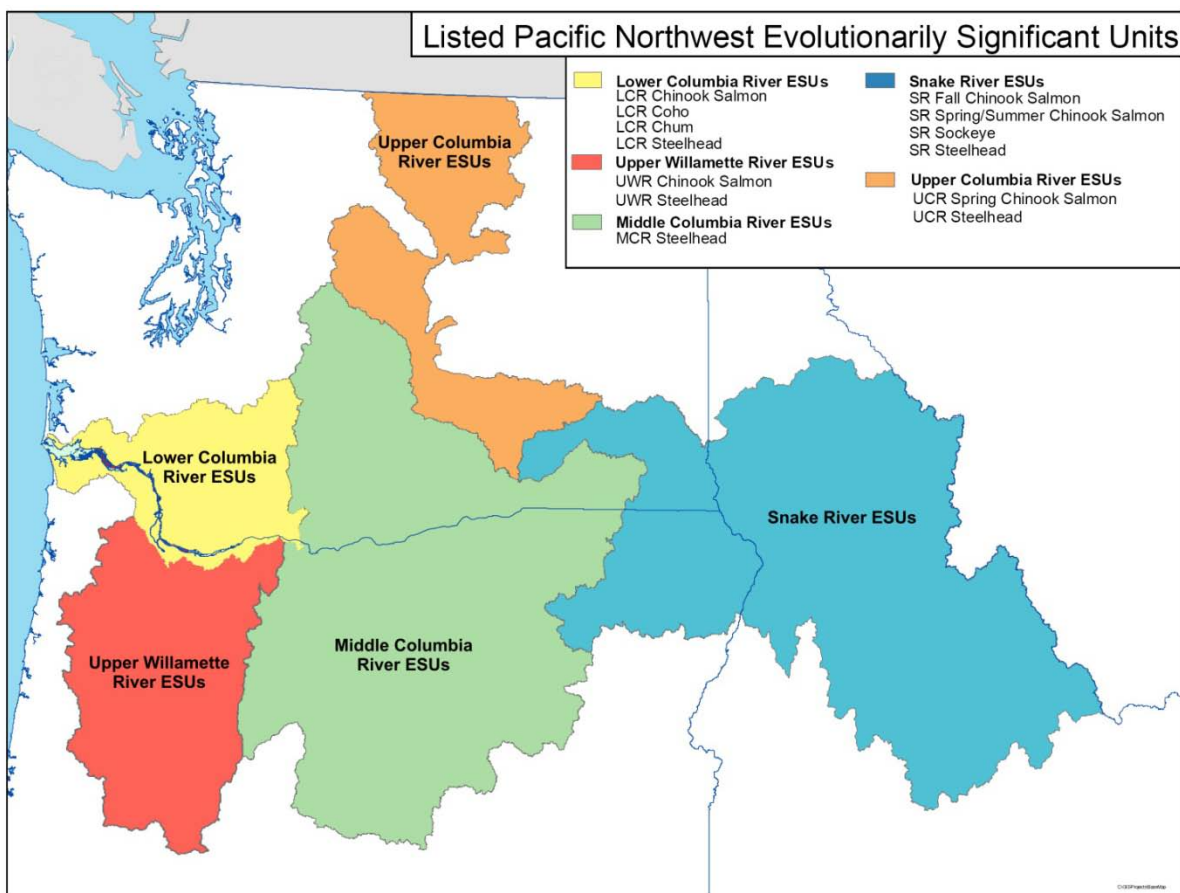 Listed Pacific Northwest Evolutionarily Significant Units
Lower Columbia River ESUs
LCR Chinook Salmon
LCR Coho
LCR Chum
LCR Steelhead
Upper Willamette River ESUs
UWR Chinook Salmon
UWR Steelhead
Middle Columbia River ESUs
MCR Steelhead
Snake River ESUs
SR Fall Chinook Salmon
SR Spring/Summer Chinook Salmon
SR Sockeye
SR Steelhead
Upper Columbia River ESUs
UCR Spring Chinook Salmon
UCR Steelhead
Upper Columbia
River ESUs
Lower Columbia
River ESUs
Snake River ESUs
Middle Columbia
River ESUs
Upper Willamette
River ESUs